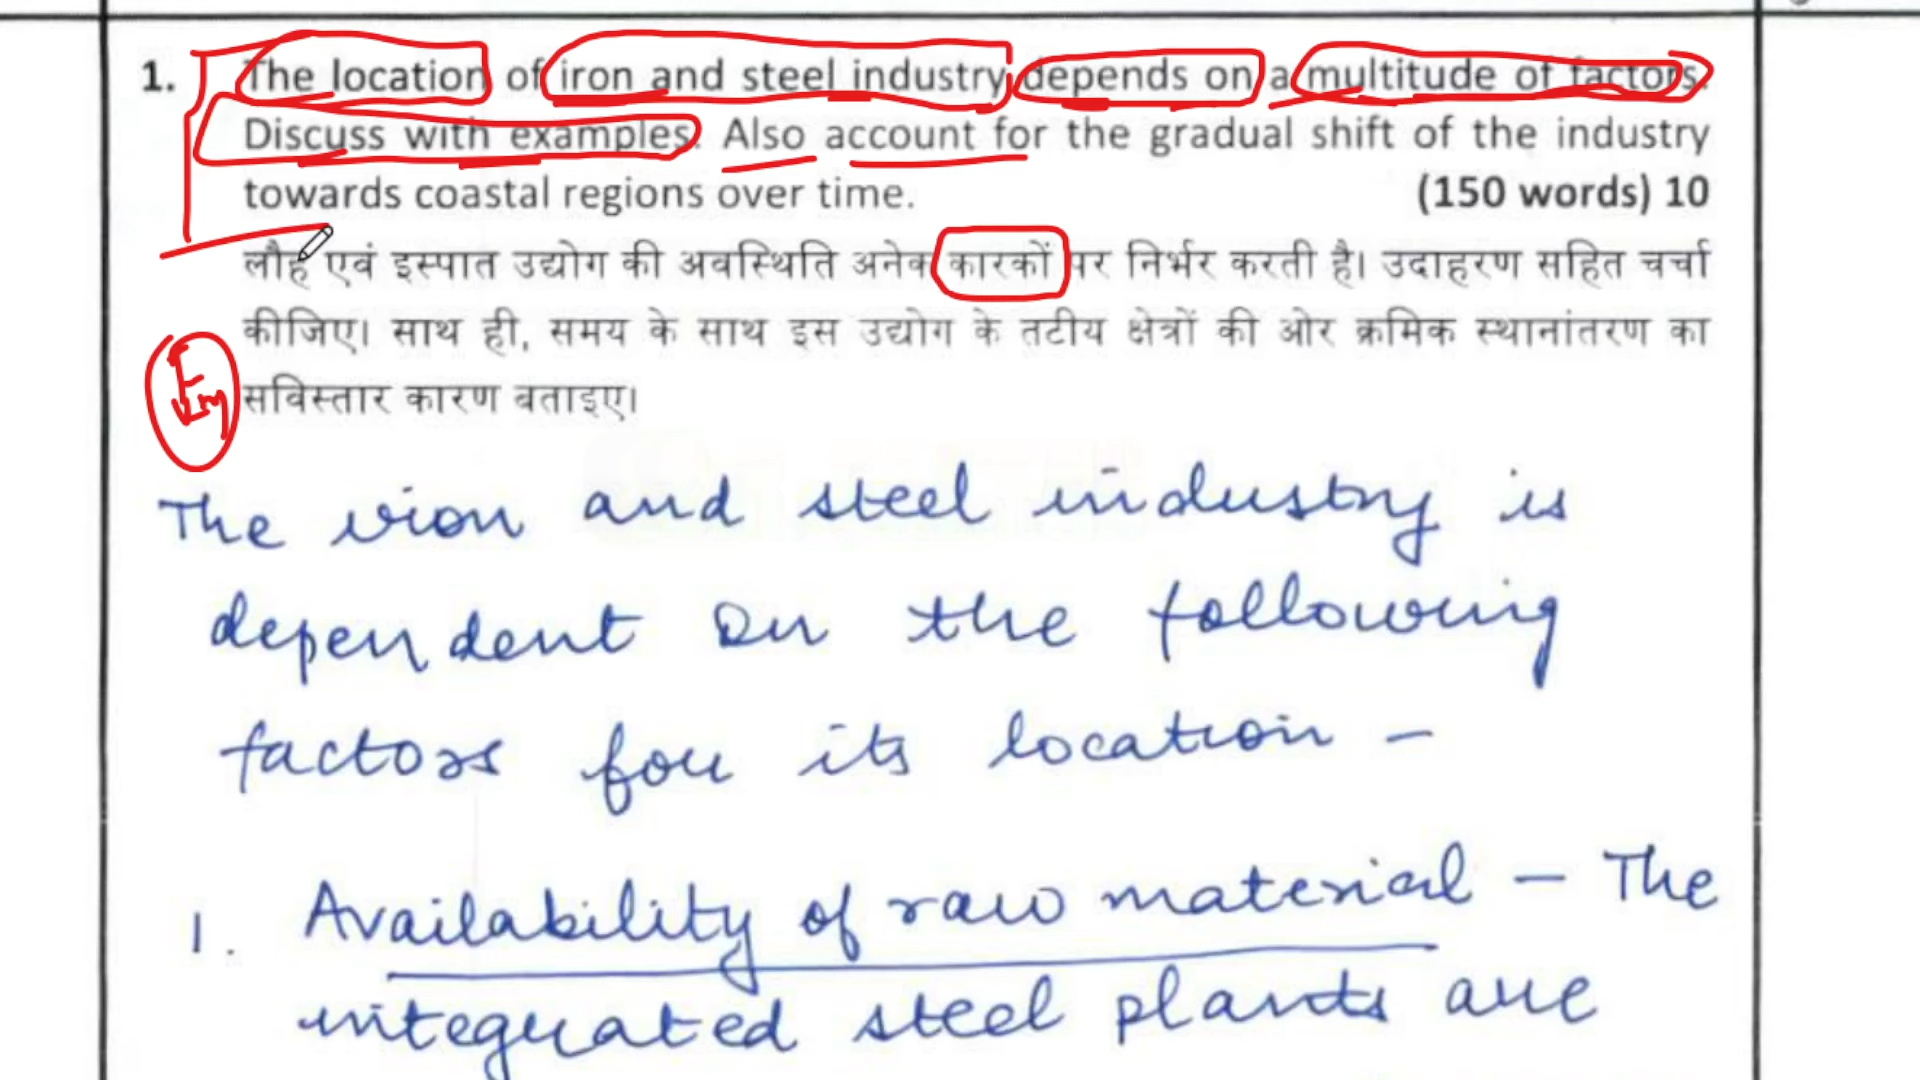 1. The location of iron and steel industry depends on a multitude of factors.
Discuss with examples. Also account for the gradual shift of the industry
towards coastal regions over time. (150 words) 10
लौह एवं इस्पात उद्योग की अवस्थिति अनेक कारकों पर निर्भर करती है। उदाहरण सहित चर्चा
कीजिए। साथ ही, समय के साथ इस उद्योग के तटीय क्षेत्रों की ओर क्रमिक स्थानांतरण का
सविस्तार कारण बताइए।
The iron and steel industry is
dependent on the following
factors for its location -
1. Availability of raw material - The
integrated steel plants are